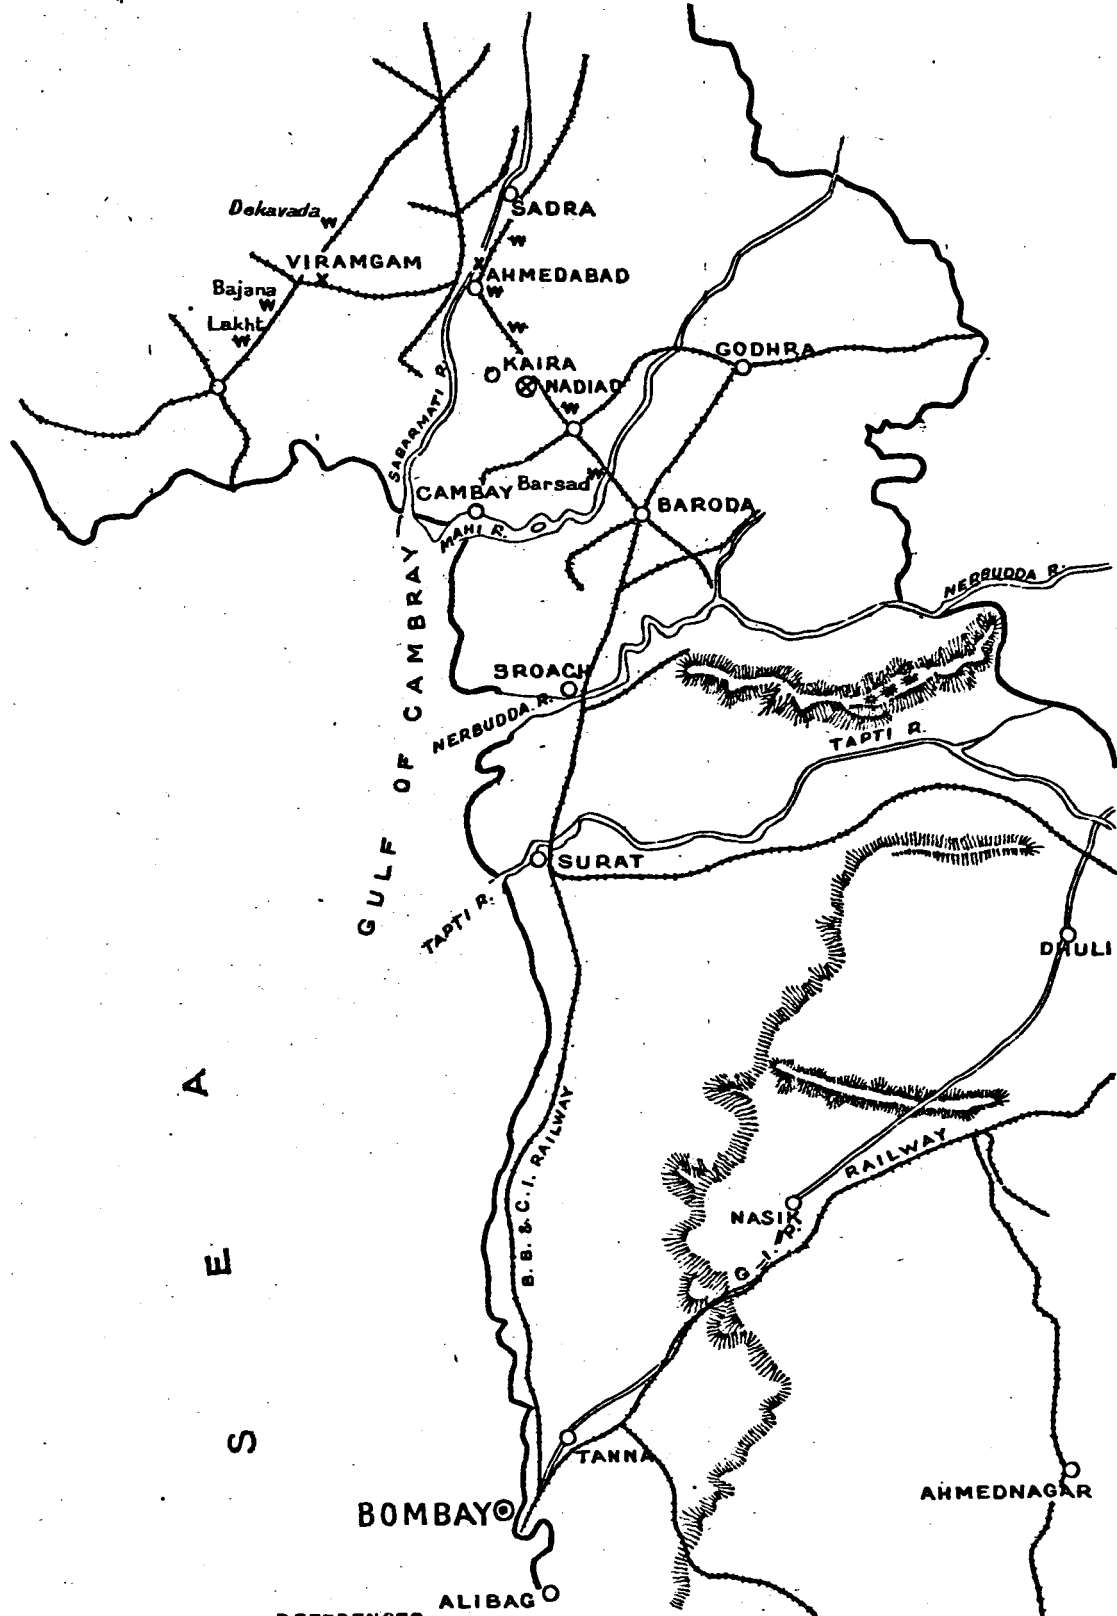 SADRA
Dekavada
W
W
VIRAMGAM
X
X
AHMEDABAD
W
Bajana
W
Lakht
W
W
GODHRA
KAIRA
NADIAD
W
SABARMATI R.
Barsad
W
CAMBAY
BARODA
MAHI R.
NERBUDDA R.
GULF OF CAMBRAY
BROACH
NERBUDDA R.
TAPTI R.
SURAT
TAPTI R.
DHULI
SEA
B. B. & C. I. RAILWAY
RAILWAY
NASIK
G. I. P.
TANNA
AHMEDNAGAR
BOMBAY
ALIBAG